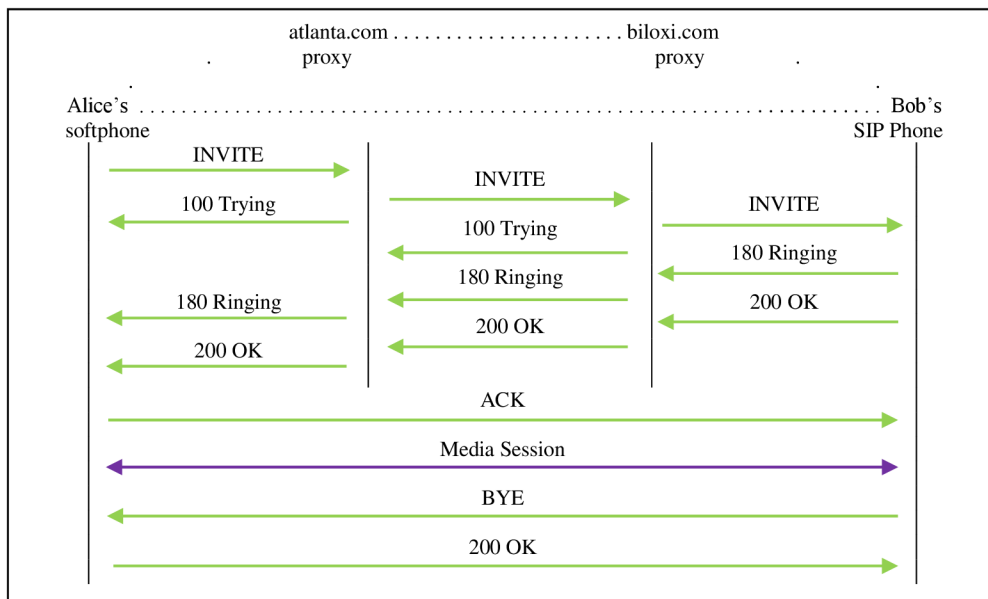 atlanta.com . . . . . . . . . . . . . . . . . . . . . . biloxi.com
. proxy proxy .
. .
Alice's . . . . . . . . . . . . . . . . . . . . . . . . . . . . . . . . . . . . . . . . . . . . . . . . . . . . . . . . . . . . . . . . . . . . . . . . Bob's
softphone SIP Phone
INVITE
INVITE
100 Trying INVITE
100 Trying
180 Ringing
180 Ringing
180 Ringing
200 OK
200 OK
200 OK
ACK
Media Session
BYE
200 OK